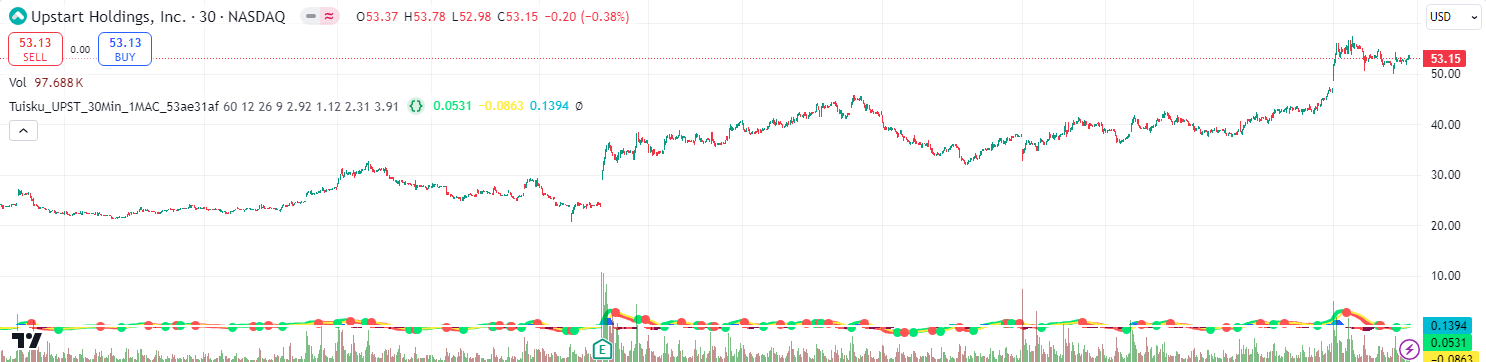 Upstart Holdings, Inc. · 30 · NASDAQ O53.37 H53.78 L52.98 C53.15 −0.20 (−0.38%) USD
53.13 SELL 0.00 53.13 BUY
53.15
50.00
Vol 97.688 K
Tuisku_UPST_30Min_1MAC_53ae31af 60 12 26 9 2.92 1.12 2.31 3.91 {} 0.0531 −0.0863 0.1394 Ø
40.00
30.00
20.00
10.00
0.1394
0.0531
−0.0863
E